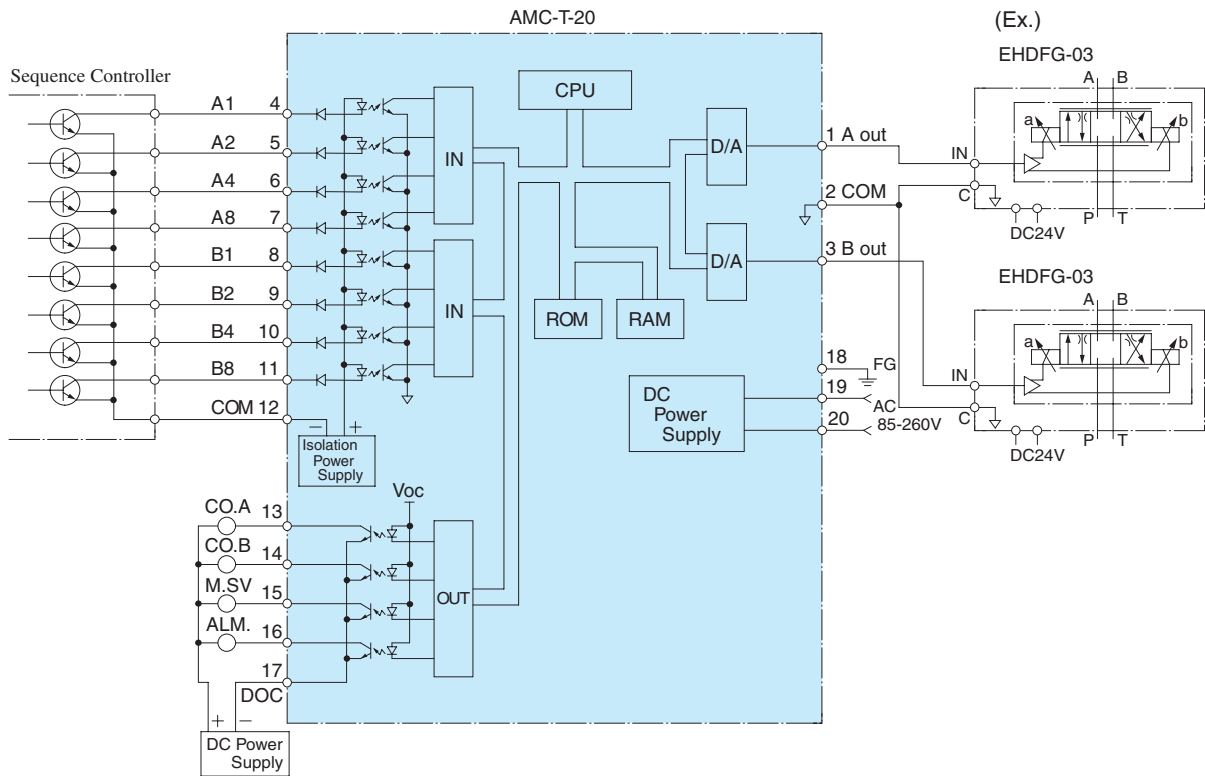 AMC-T-20
(Ex.)
EHDFG-03
Sequence Controller
A1 4
A2 5
A4 6
A8 7
B1 8
B2 9
B4 10
B8 11
COM 12
− +
Isolation
Power
Supply
IN
IN
CPU
ROM
RAM
D/A
D/A
1 A out
2 COM
3 B out
18 FG
19
20
AC
85-260V
DC
Power
Supply
A B
a b
IN
C
P T
DC24V
EHDFG-03
A B
a b
IN
C
P T
DC24V
Voc
CO.A 13
CO.B 14
M.SV 15
ALM. 16
17
DOC
OUT
+ −
DC Power
Supply